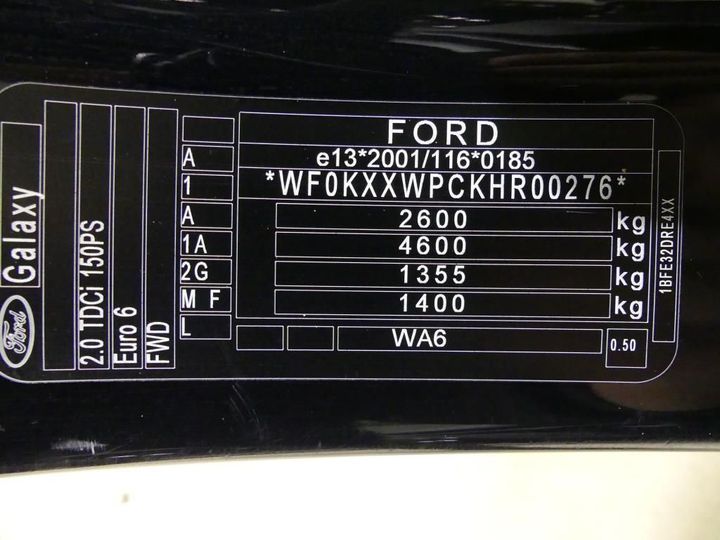 Ford
Galaxy
2.0 TDCi 150PS
Euro 6
FWD
A
1
A
1A
2G
M F
L
FORD
e13*2001/116*0185
*WF0KXXWPCKHR00276*
2600 kg
4600 kg
1355 kg
1400 kg
WA6
0.50
1BFE32DRE4XX